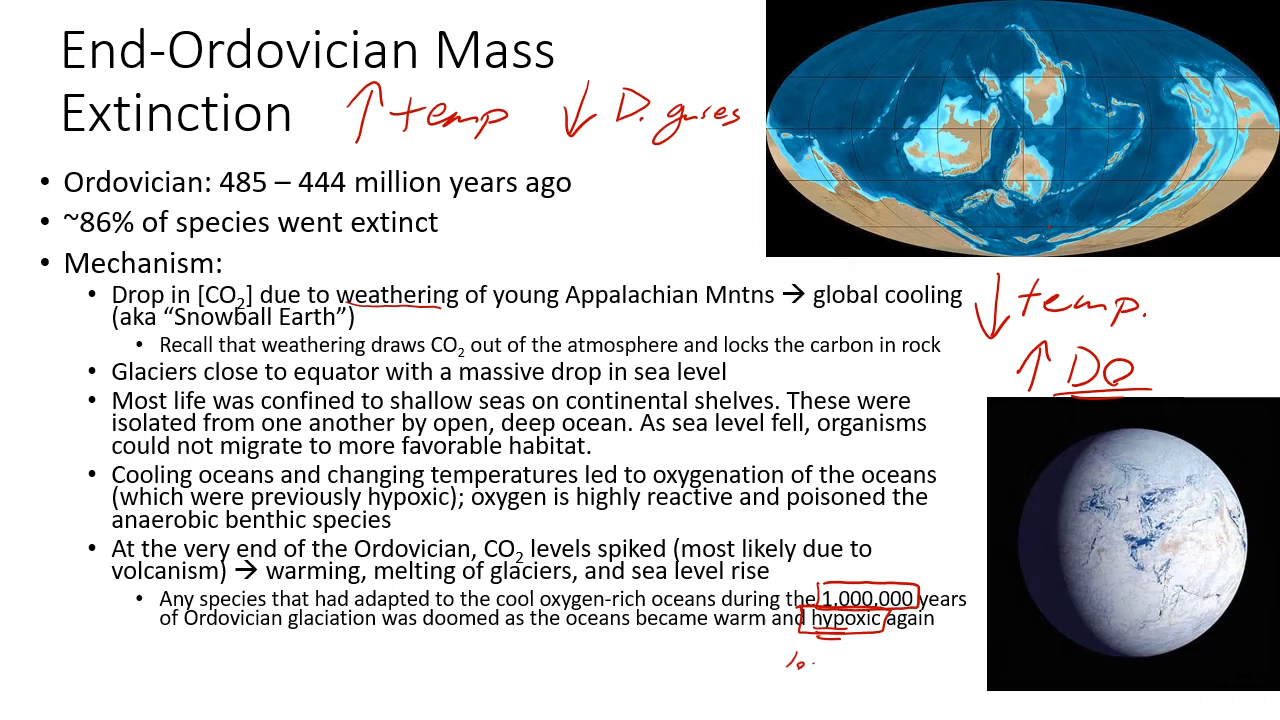 End-Ordovician Mass
Extinction ↑ temp ↓ D. gases
• Ordovician: 485 – 444 million years ago
• ~86% of species went extinct
• Mechanism:
• Drop in [CO₂] due to weathering of young Appalachian Mntns → global cooling
(aka “Snowball Earth”)
↓ temp.
• Recall that weathering draws CO₂ out of the atmosphere and locks the carbon in rock
↑ DO
• Glaciers close to equator with a massive drop in sea level
• Most life was confined to shallow seas on continental shelves. These were
isolated from one another by open, deep ocean. As sea level fell, organisms
could not migrate to more favorable habitat.
• Cooling oceans and changing temperatures led to oxygenation of the oceans
(which were previously hypoxic); oxygen is highly reactive and poisoned the
anaerobic benthic species
• At the very end of the Ordovician, CO₂ levels spiked (most likely due to
volcanism) → warming, melting of glaciers, and sea level rise
• Any species that had adapted to the cool oxygen-rich oceans during the 1,000,000 years
of Ordovician glaciation was doomed as the oceans became warm and hypoxic again